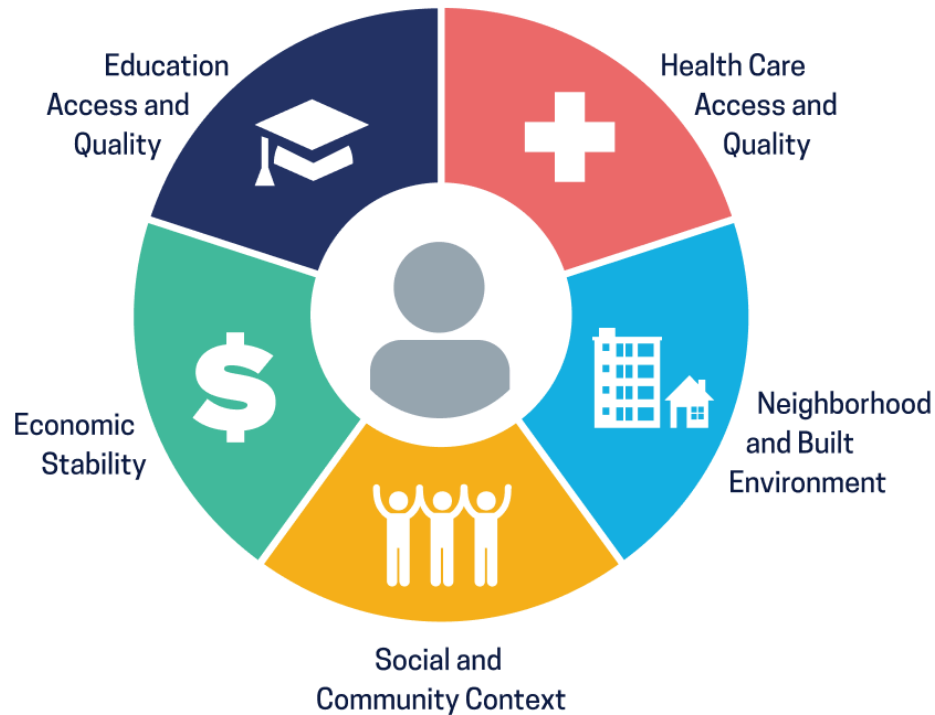 Education
Access and
Quality
Health Care
Access and
Quality
Economic
Stability
Neighborhood
and Built
Environment
Social and
Community Context